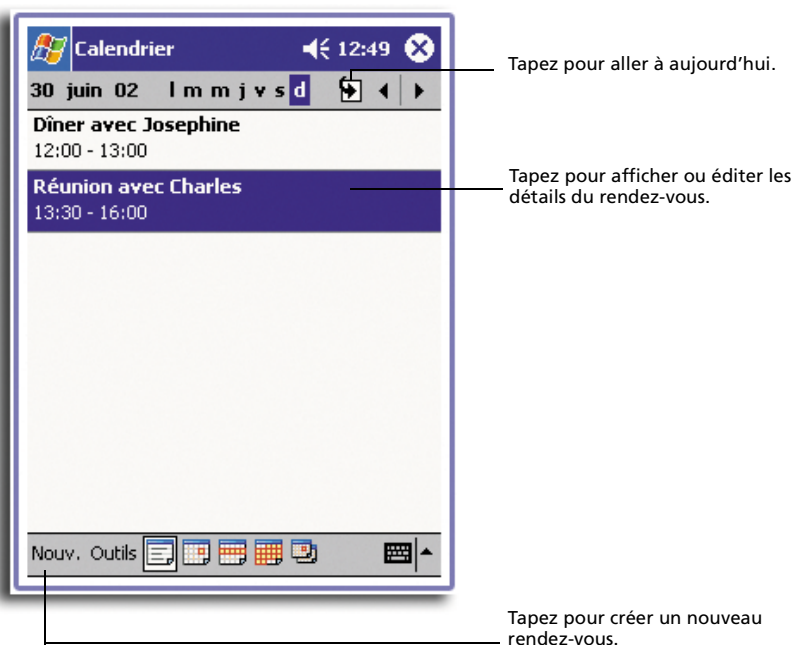 Calendrier 12:49
30 juin 02 l m m j v s d
Dîner avec Josephine
12:00 - 13:00
Réunion avec Charles
13:30 - 16:00
Nouv. Outils
Tapez pour aller à aujourd’hui.
Tapez pour afficher ou éditer les
détails du rendez-vous.
Tapez pour créer un nouveau
rendez-vous.